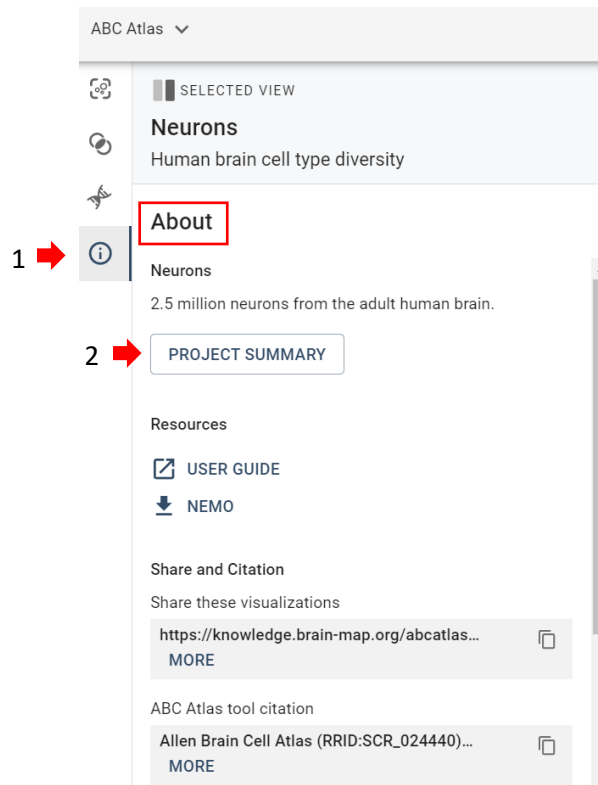 ABC Atlas
SELECTED VIEW
Neurons
Human brain cell type diversity
About
1
Neurons
2.5 million neurons from the adult human brain.
2
PROJECT SUMMARY
Resources
USER GUIDE
NEMO
Share and Citation
Share these visualizations
https://knowledge.brain-map.org/abcatlas...
MORE
ABC Atlas tool citation
Allen Brain Cell Atlas (RRID:SCR_024440)...
MORE